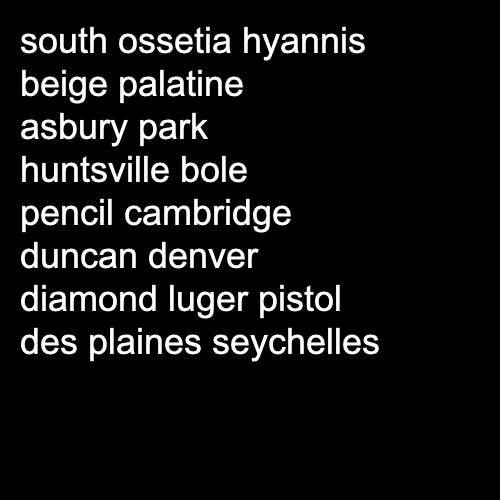 south ossetia hyannis
beige palatine
asbury park
huntsville bole
pencil cambridge
duncan denver
diamond luger pistol
des plaines seychelles